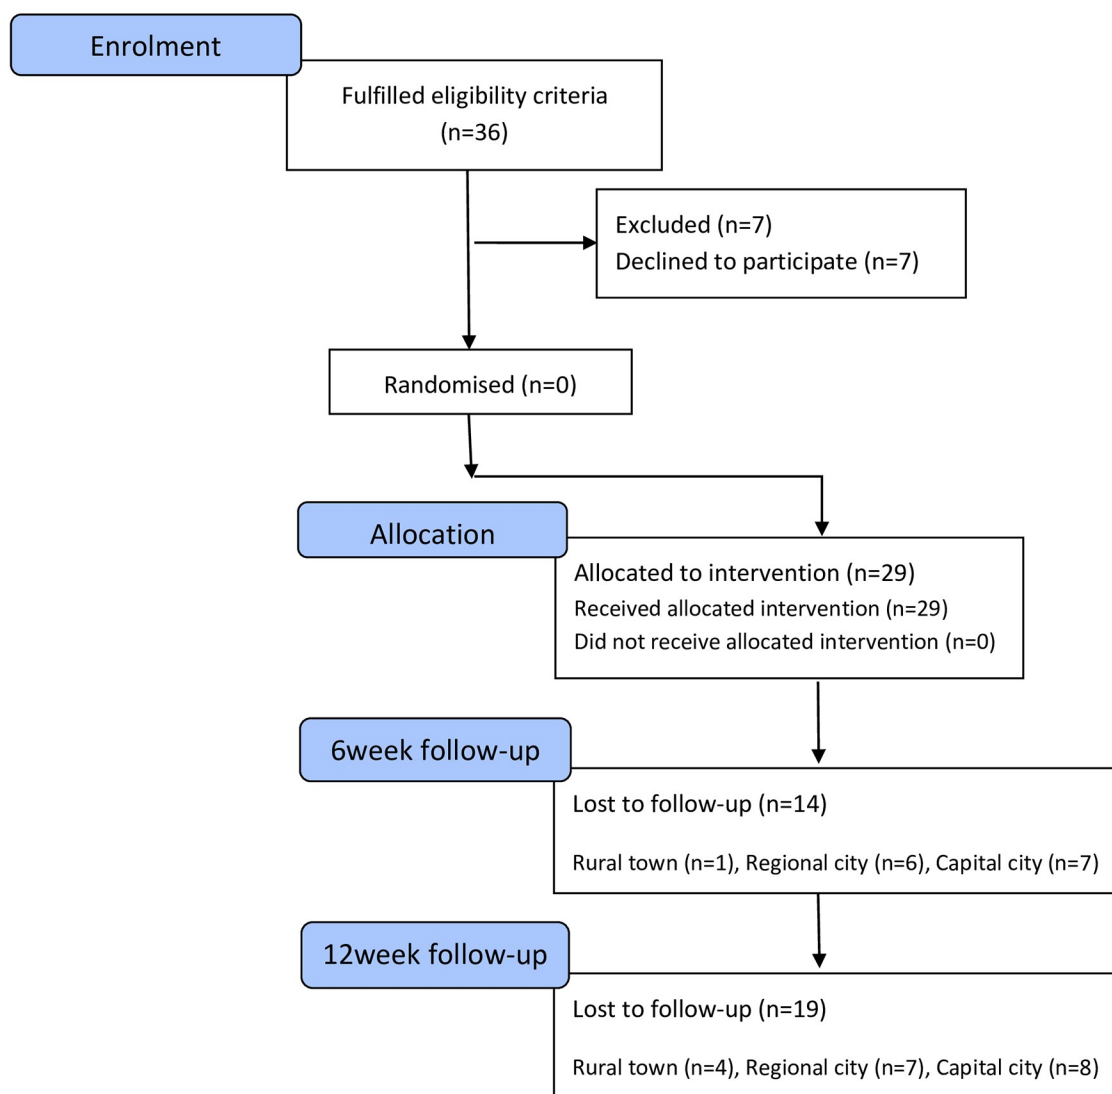 Enrolment
Fulfilled eligibility criteria
(n=36)
Excluded (n=7)
Declined to participate (n=7)
Randomised (n=0)
Allocation
Allocated to intervention (n=29)
Received allocated intervention (n=29)
Did not receive allocated intervention (n=0)
6week follow-up
Lost to follow-up (n=14)
Rural town (n=1), Regional city (n=6), Capital city (n=7)
12week follow-up
Lost to follow-up (n=19)
Rural town (n=4), Regional city (n=7), Capital city (n=8)